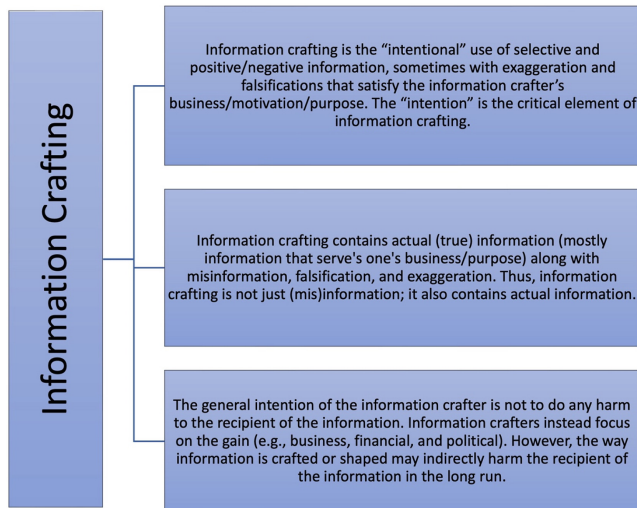 Information Crafting
Information crafting is the “intentional” use of selective and
positive/negative information, sometimes with exaggeration and
falsifications that satisfy the information crafter’s
business/motivation/purpose. The “intention” is the critical element of
information crafting.
Information crafting contains actual (true) information (mostly
information that serve's one's business/purpose) along with
misinformation, falsification, and exaggeration. Thus, information
crafting is not just (mis)information; it also contains actual information.
The general intention of the information crafter is not to do any harm
to the recipient of the information. Information crafters instead focus
on the gain (e.g., business, financial, and political). However, the way
information is crafted or shaped may indirectly harm the recipient of
the information in the long run.